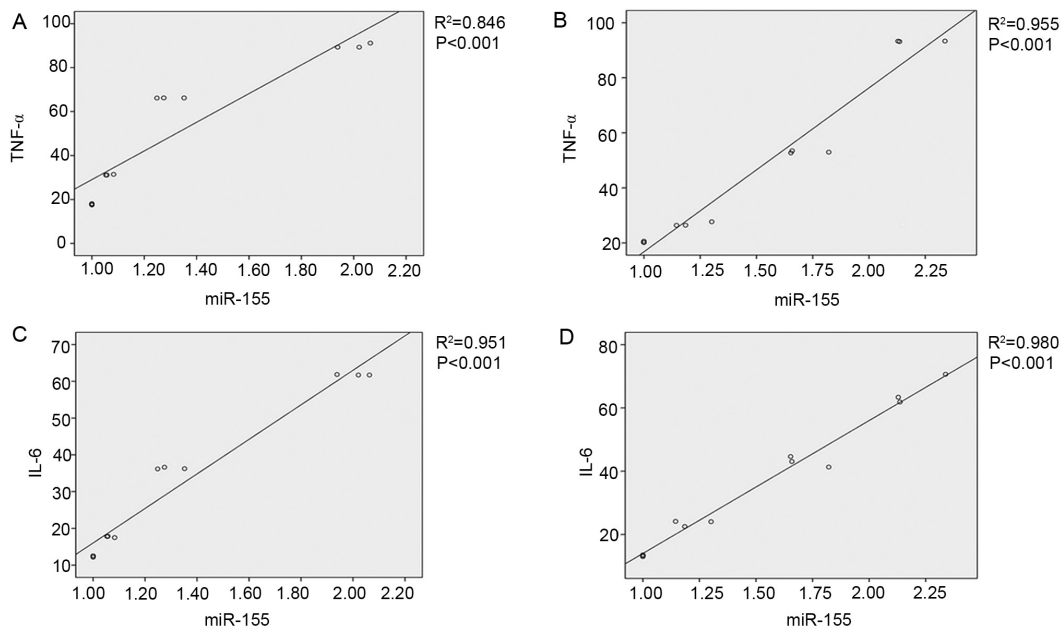 A
R²=0.846
P<0.001
100
80
60
40
20
0
TNF-α
1.00 1.20 1.40 1.60 1.80 2.00 2.20
miR-155
B
R²=0.955
P<0.001
100
80
60
40
20
TNF-α
1.00 1.25 1.50 1.75 2.00 2.25
miR-155
C
R²=0.951
P<0.001
70
60
50
40
30
20
10
IL-6
1.00 1.20 1.40 1.60 1.80 2.00 2.20
miR-155
D
R²=0.980
P<0.001
80
60
40
20
IL-6
1.00 1.25 1.50 1.75 2.00 2.25
miR-155